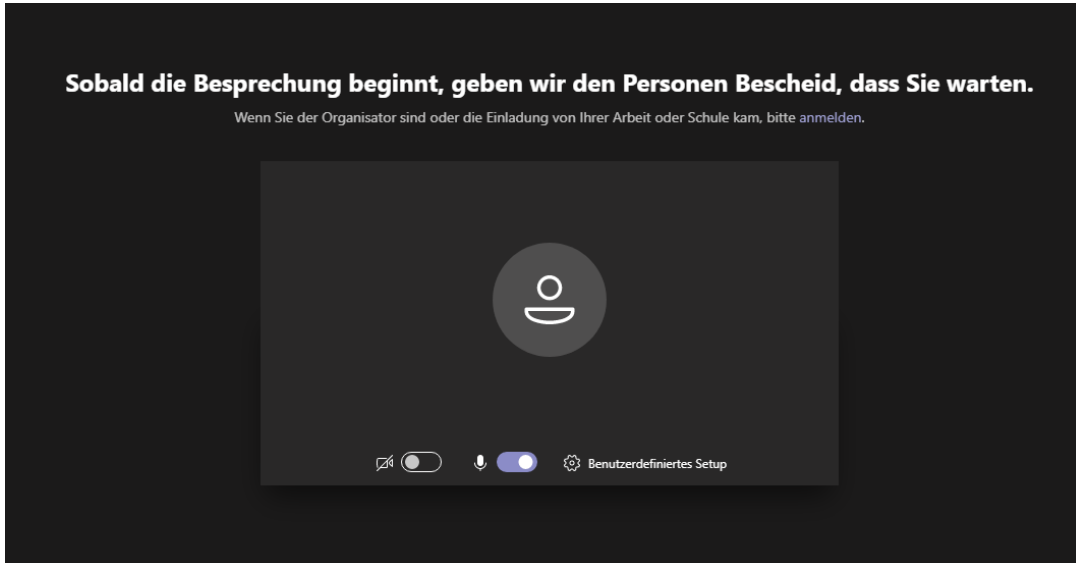 Sobald die Besprechung beginnt, geben wir den Personen Bescheid, dass Sie warten.
Wenn Sie der Organisator sind oder die Einladung von Ihrer Arbeit oder Schule kam, bitte anmelden.
Benutzerdefiniertes Setup